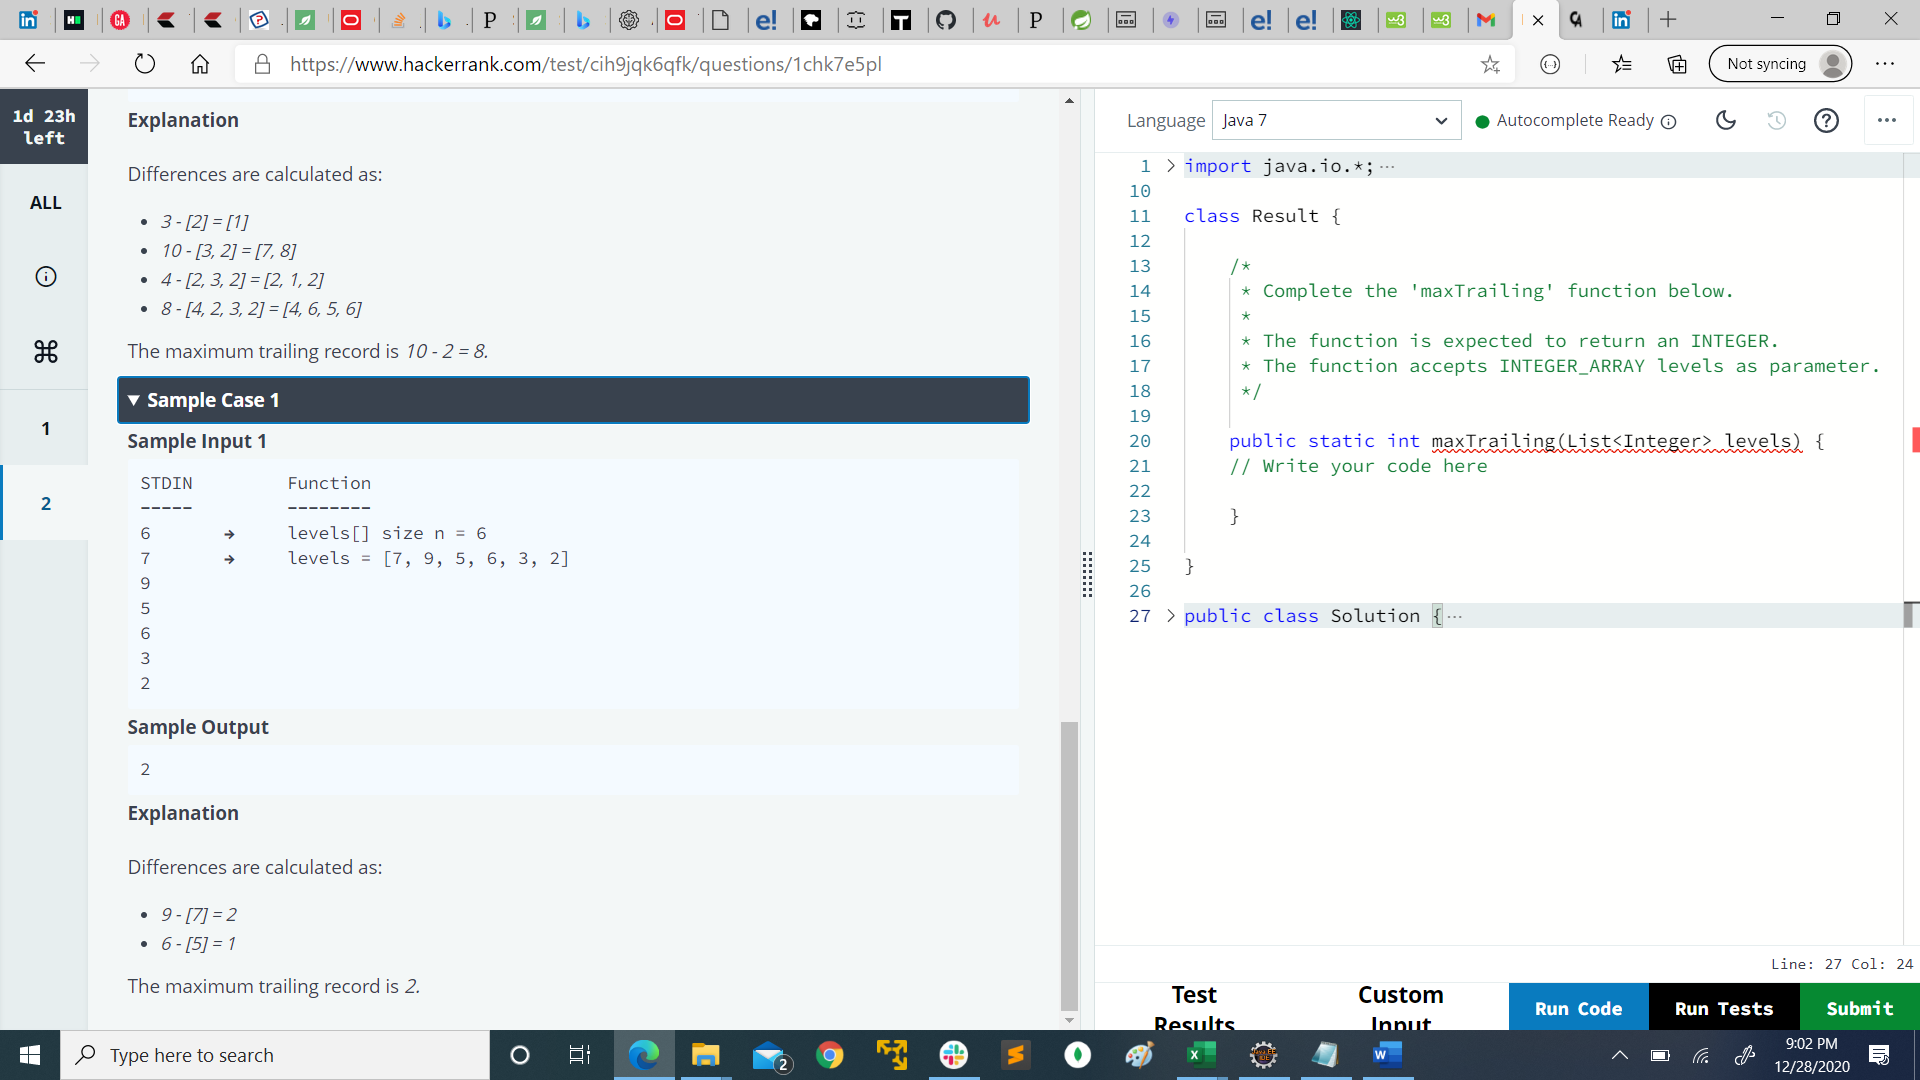 https://www.hackerrank.com/test/cih9jqk6qfk/questions/1chk7e5pl
Not syncing
1d 23h
left
ALL
1
2
Explanation
Differences are calculated as:
• 3 - [2] = [1]
• 10 - [3, 2] = [7, 8]
• 4 - [2, 3, 2] = [2, 1, 2]
• 8 - [4, 2, 3, 2] = [4, 6, 5, 6]
The maximum trailing record is 10 - 2 = 8.
▼ Sample Case 1
Sample Input 1
STDIN Function
----- --------
6 → levels[] size n = 6
7 → levels = [7, 9, 5, 6, 3, 2]
9
5
6
3
2
Sample Output
2
Explanation
Differences are calculated as:
• 9 - [7] = 2
• 6 - [5] = 1
The maximum trailing record is 2.
Language Java 7 Autocomplete Ready
1 > import java.io.*; ···
10
11 class Result {
12
13 /*
14 * Complete the 'maxTrailing' function below.
15 *
16 * The function is expected to return an INTEGER.
17 * The function accepts INTEGER_ARRAY levels as parameter.
18 */
19
20 public static int maxTrailing(List<Integer> levels) {
21 // Write your code here
22
23 }
24
25 }
26
27 > public class Solution { ···
Line: 27 Col: 24
Test
Results
Custom
Input
Run Code
Run Tests
Submit
Type here to search
2
9:02 PM
12/28/2020